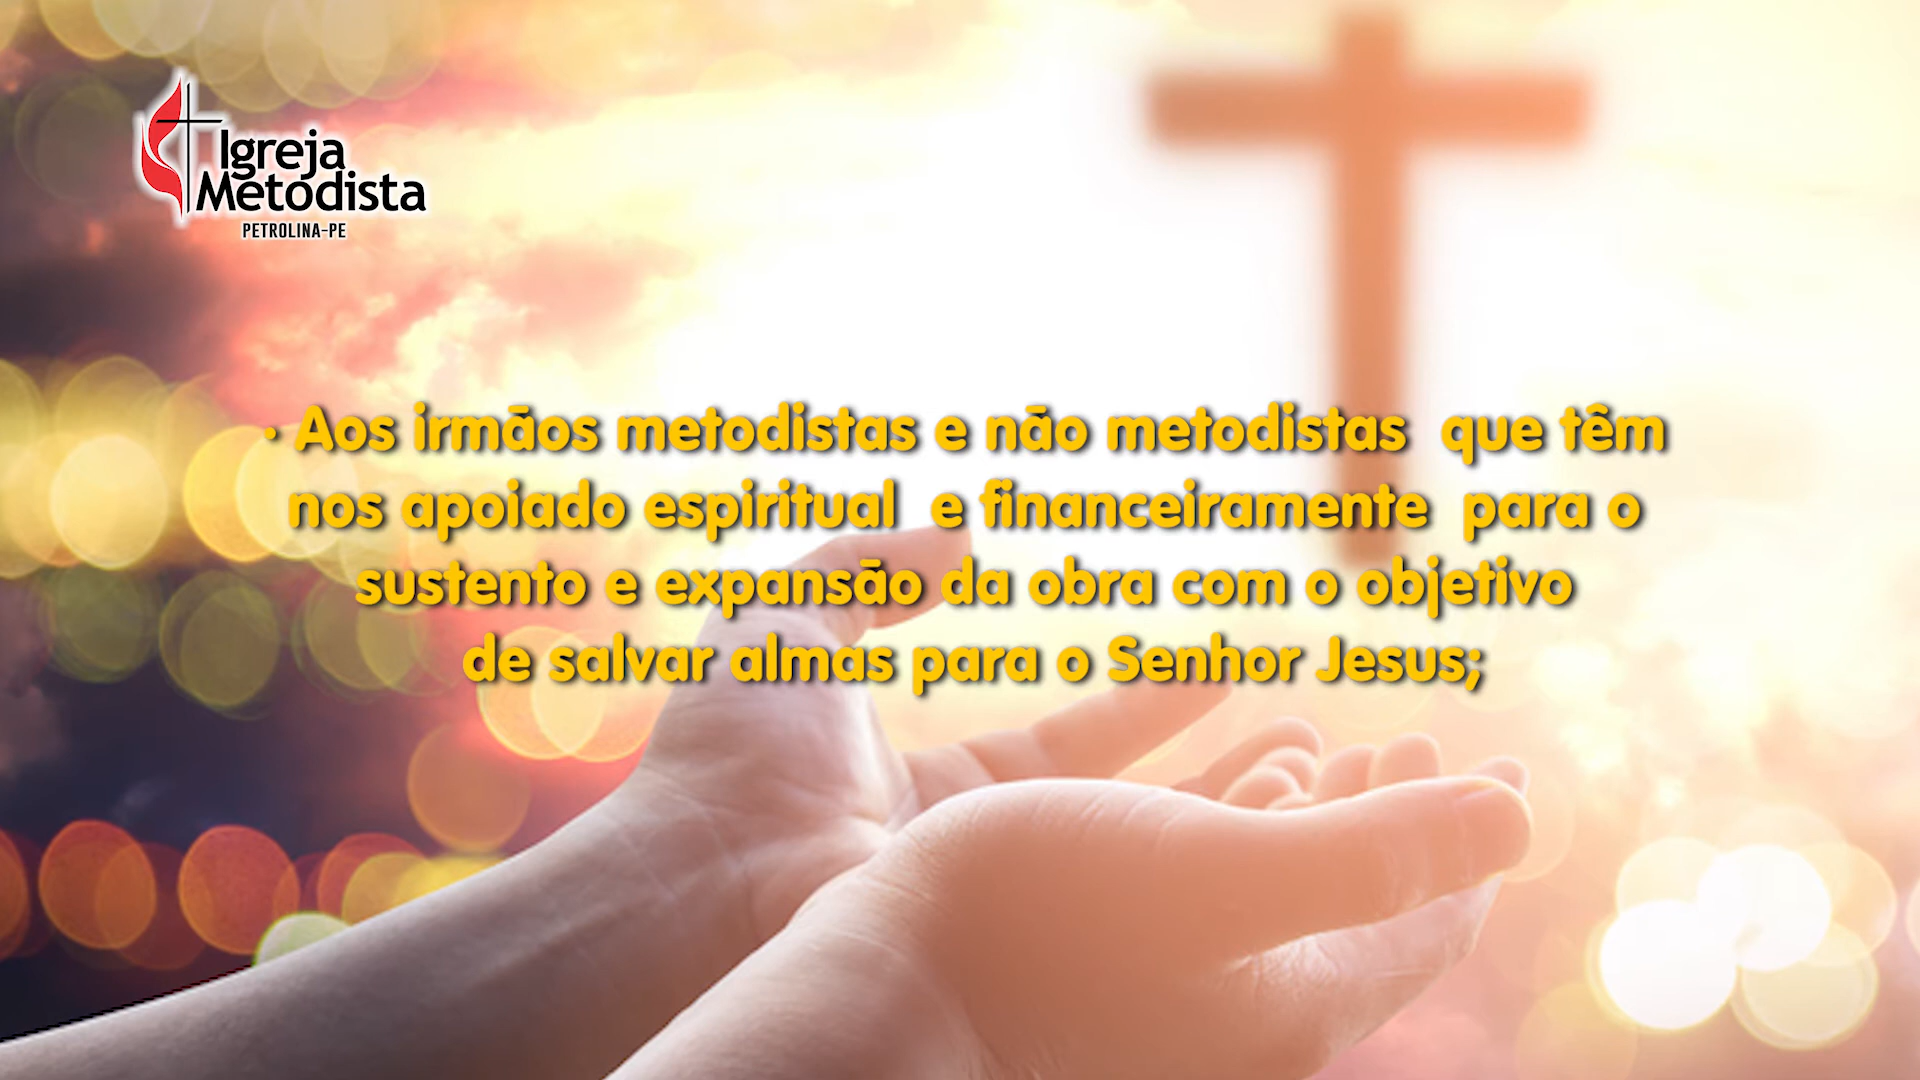 Igreja
Metodista
PETROLINA-PE
· Aos irmãos metodistas e não metodistas que têm
nos apoiado espiritual e financeiramente para o
sustento e expansão da obra com o objetivo
de salvar almas para o Senhor Jesus;